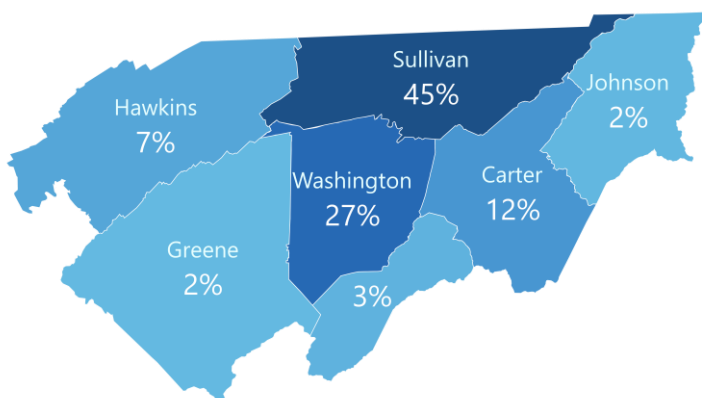 Sullivan
45%
Johnson
2%
Hawkins
7%
Washington
27%
Carter
12%
Greene
2%
3%